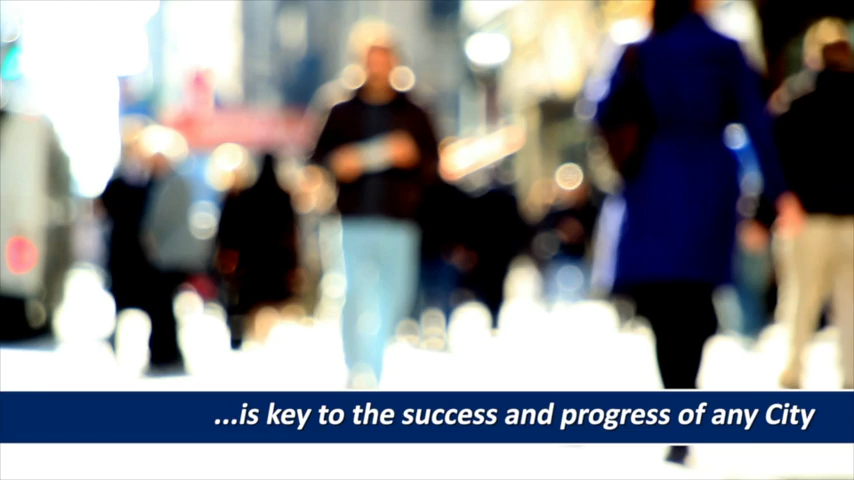 ...is key to the success and progress of any City